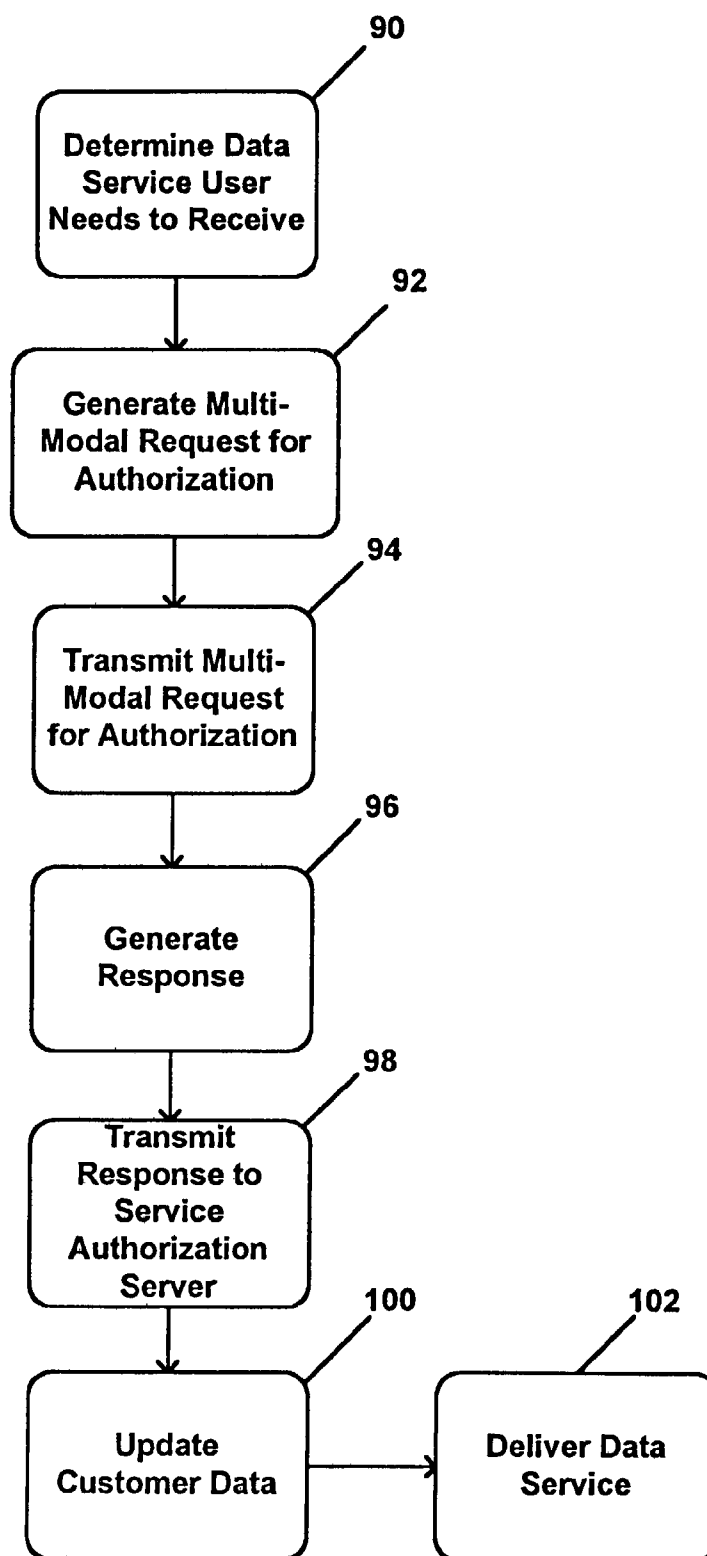 90
Determine Data
Service User
Needs to Receive
92
Generate Multi-
Modal Request for
Authorization
94
Transmit Multi-
Modal Request
for Authorization
96
Generate
Response
98
Transmit
Response to
Service
Authorization
Server
100
Update
Customer Data
102
Deliver Data
Service